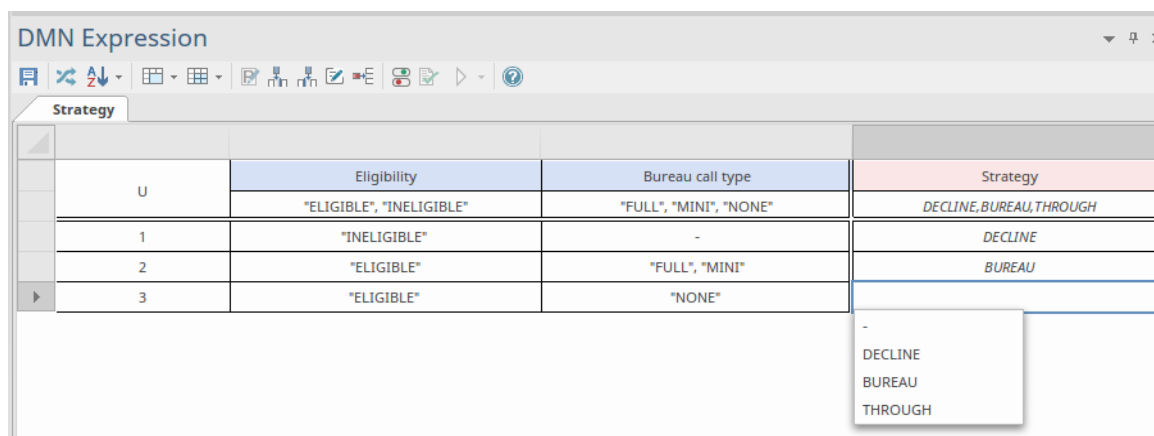 DMN Expression
Strategy
U
Eligibility
Bureau call type
Strategy
"ELIGIBLE", "INELIGIBLE"
"FULL", "MINI", "NONE"
DECLINE,BUREAU,THROUGH
1 "INELIGIBLE" - DECLINE
2 "ELIGIBLE" "FULL", "MINI" BUREAU
3 "ELIGIBLE" "NONE"
-
DECLINE
BUREAU
THROUGH